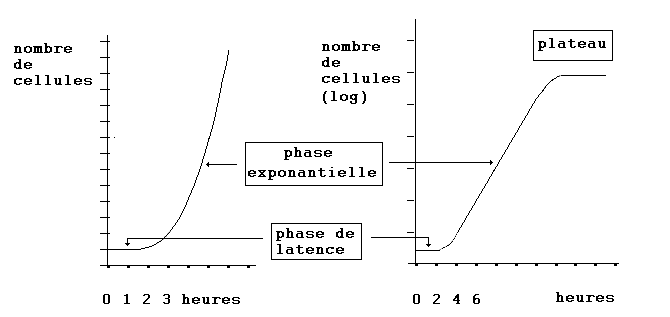 nombre
de
cellules
nombre
de
cellules
(log)
plateau
phase
exponantielle
phase de
latence
0 1 2 3 heures
0 2 4 6 heures